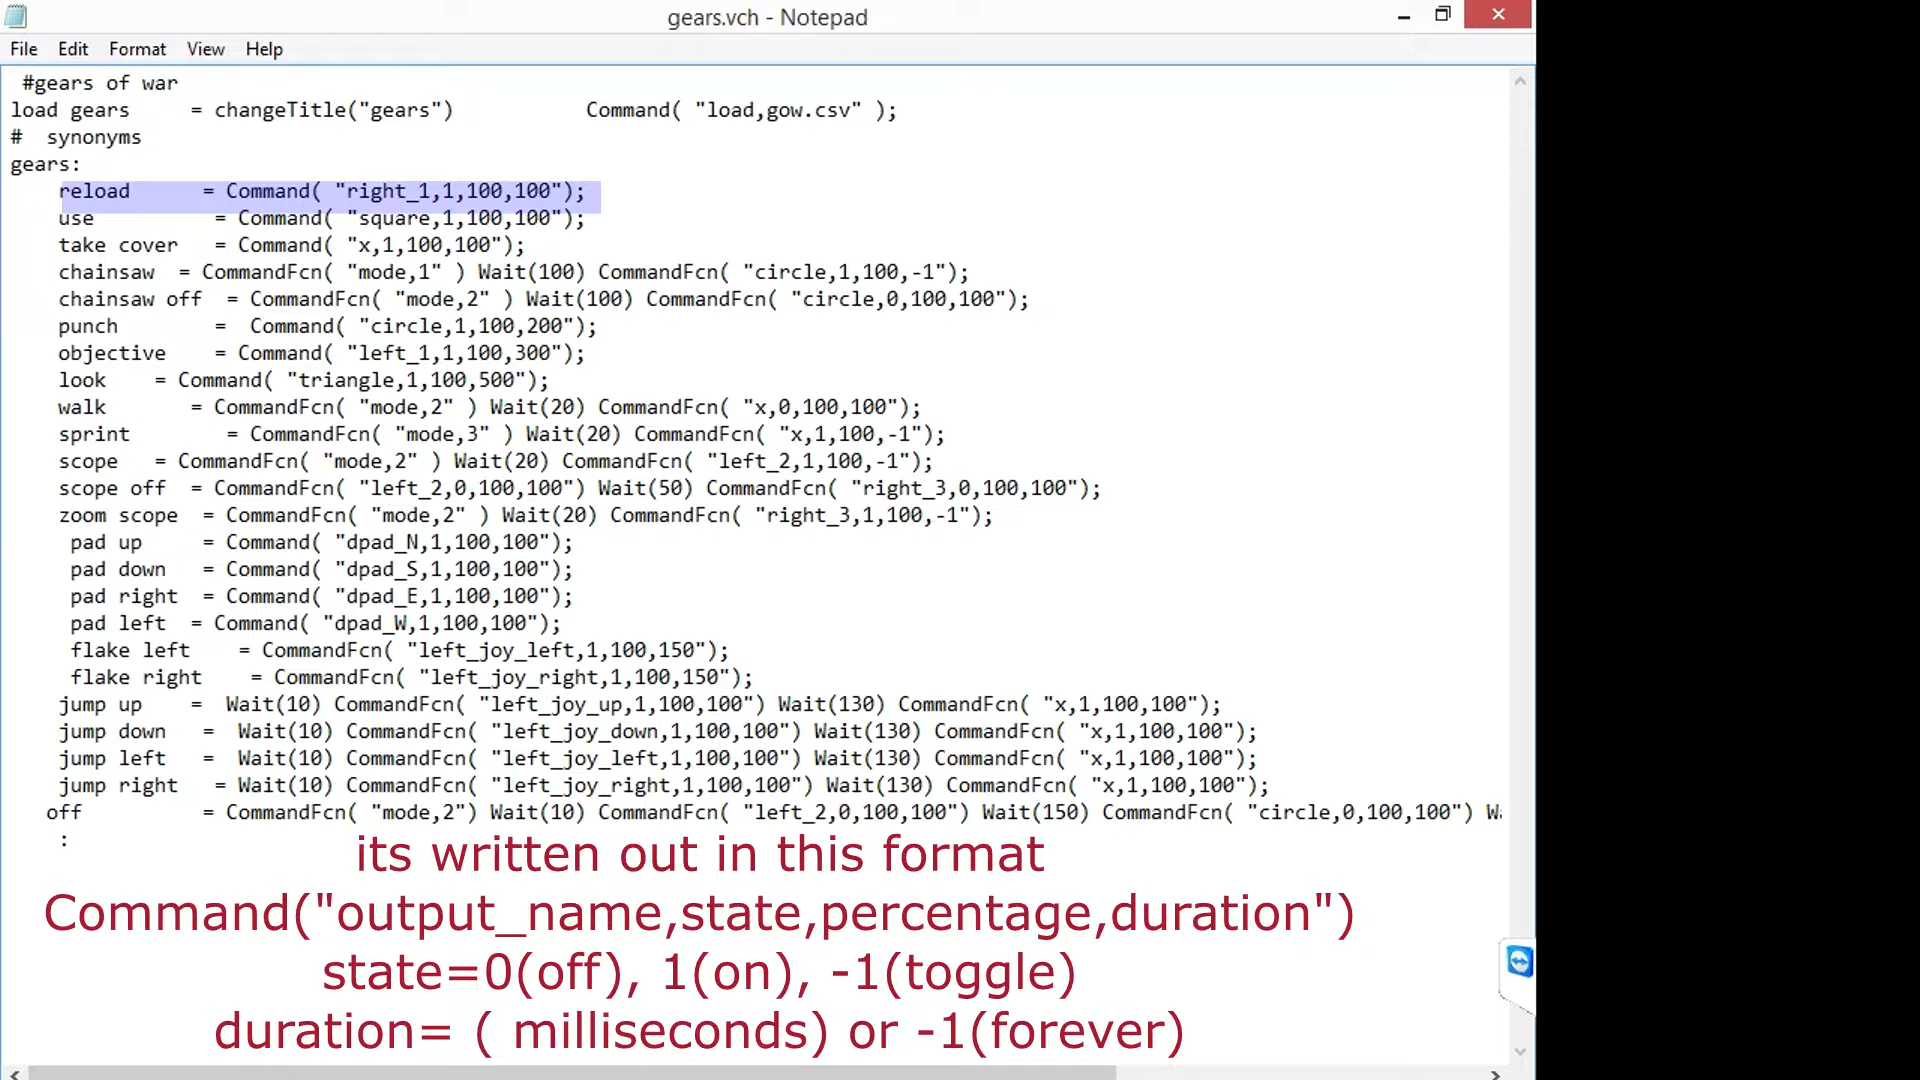 gears.vch - Notepad
File Edit Format View Help
#gears of war
load gears = changeTitle("gears") Command( "load,gow.csv" );
# synonyms
gears:
reload = Command( "right_1,1,100,100");
use = Command( "square,1,100,100");
take cover = Command( "x,1,100,100");
chainsaw = CommandFcn( "mode,1" ) Wait(100) CommandFcn( "circle,1,100,-1");
chainsaw off = CommandFcn( "mode,2" ) Wait(100) CommandFcn( "circle,0,100,100");
punch = Command( "circle,1,100,200");
objective = Command( "left_1,1,100,300");
look = Command( "triangle,1,100,500");
walk = CommandFcn( "mode,2" ) Wait(20) CommandFcn( "x,0,100,100");
sprint = CommandFcn( "mode,3" ) Wait(20) CommandFcn( "x,1,100,-1");
scope = CommandFcn( "mode,2" ) Wait(20) CommandFcn( "left_2,1,100,-1");
scope off = CommandFcn( "left_2,0,100,100") Wait(50) CommandFcn( "right_3,0,100,100");
zoom scope = CommandFcn( "mode,2" ) Wait(20) CommandFcn( "right_3,1,100,-1");
pad up = Command( "dpad_N,1,100,100");
pad down = Command( "dpad_S,1,100,100");
pad right = Command( "dpad_E,1,100,100");
pad left = Command( "dpad_W,1,100,100");
flake left = CommandFcn( "left_joy_left,1,100,150");
flake right = CommandFcn( "left_joy_right,1,100,150");
jump up = Wait(10) CommandFcn( "left_joy_up,1,100,100") Wait(130) CommandFcn( "x,1,100,100");
jump down = Wait(10) CommandFcn( "left_joy_down,1,100,100") Wait(130) CommandFcn( "x,1,100,100");
jump left = Wait(10) CommandFcn( "left_joy_left,1,100,100") Wait(130) CommandFcn( "x,1,100,100");
jump right = Wait(10) CommandFcn( "left_joy_right,1,100,100") Wait(130) CommandFcn( "x,1,100,100");
off = CommandFcn( "mode,2") Wait(10) CommandFcn( "left_2,0,100,100") Wait(150) CommandFcn( "circle,0,100,100")
:
its written out in this format
Command("output_name,state,percentage,duration")
state=0(off), 1(on), -1(toggle)
duration= ( milliseconds) or -1(forever)